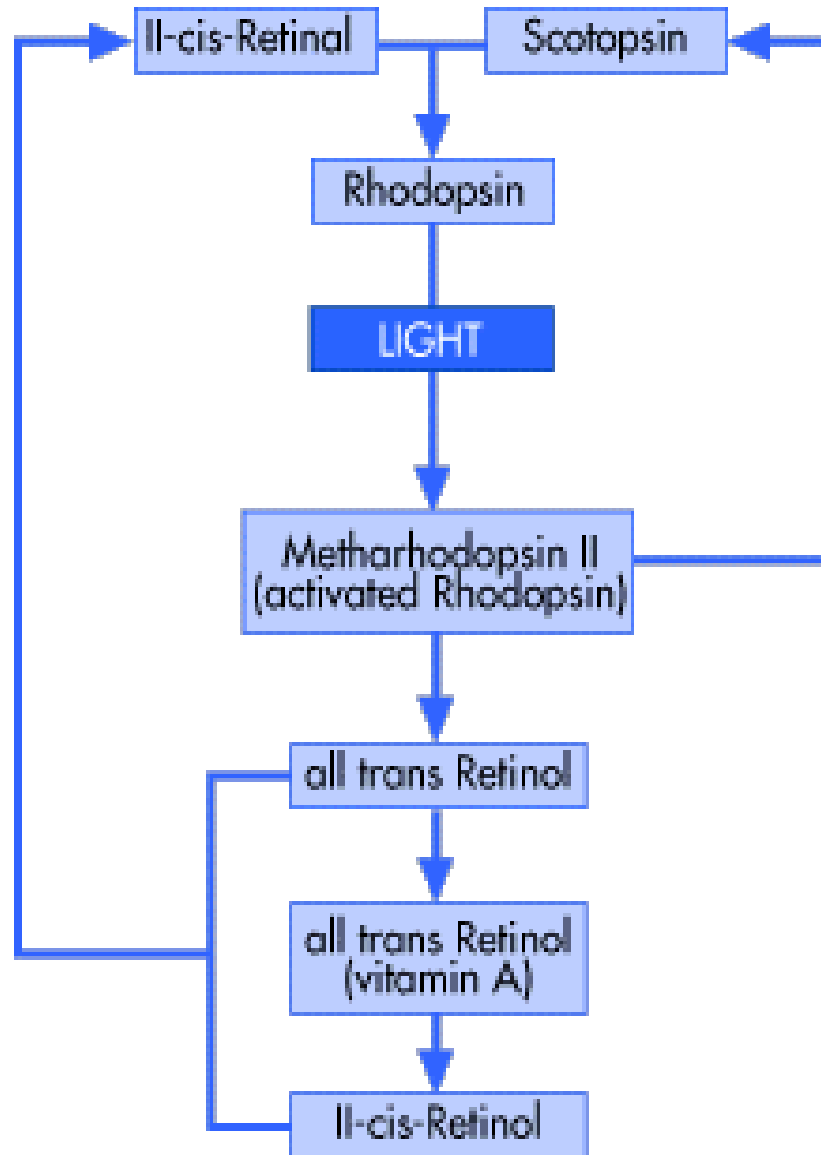 II-cis-Retinal
Scotopsin
Rhodopsin
LIGHT
Metharhodopsin II
(activated Rhodopsin)
all trans Retinol
all trans Retinol
(vitamin A)
II-cis-Retinol